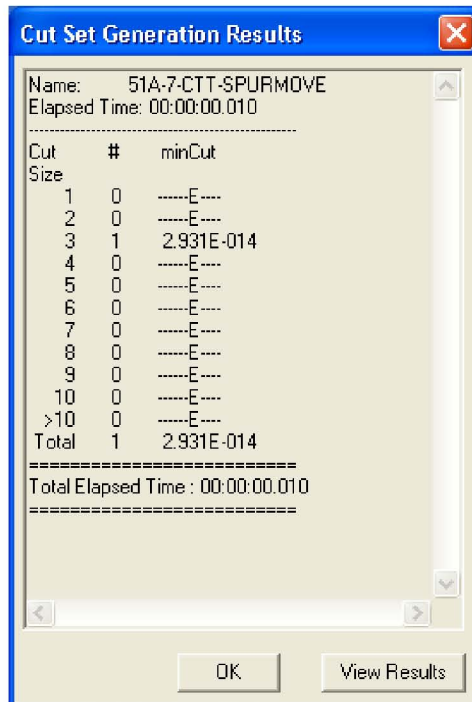 Cut Set Generation Results
Name: 51A-7-CTT-SPURMOVE
Elapsed Time: 00:00:00.010
--------------------------------------------------
Cut # minCut
Size
1 0 ------E----
2 0 ------E----
3 1 2.931E-014
4 0 ------E----
5 0 ------E----
6 0 ------E----
7 0 ------E----
8 0 ------E----
9 0 ------E----
10 0 ------E----
>10 0 ------E----
Total 1 2.931E-014
==========================
Total Elapsed Time : 00:00:00.010
==========================
OK View Results